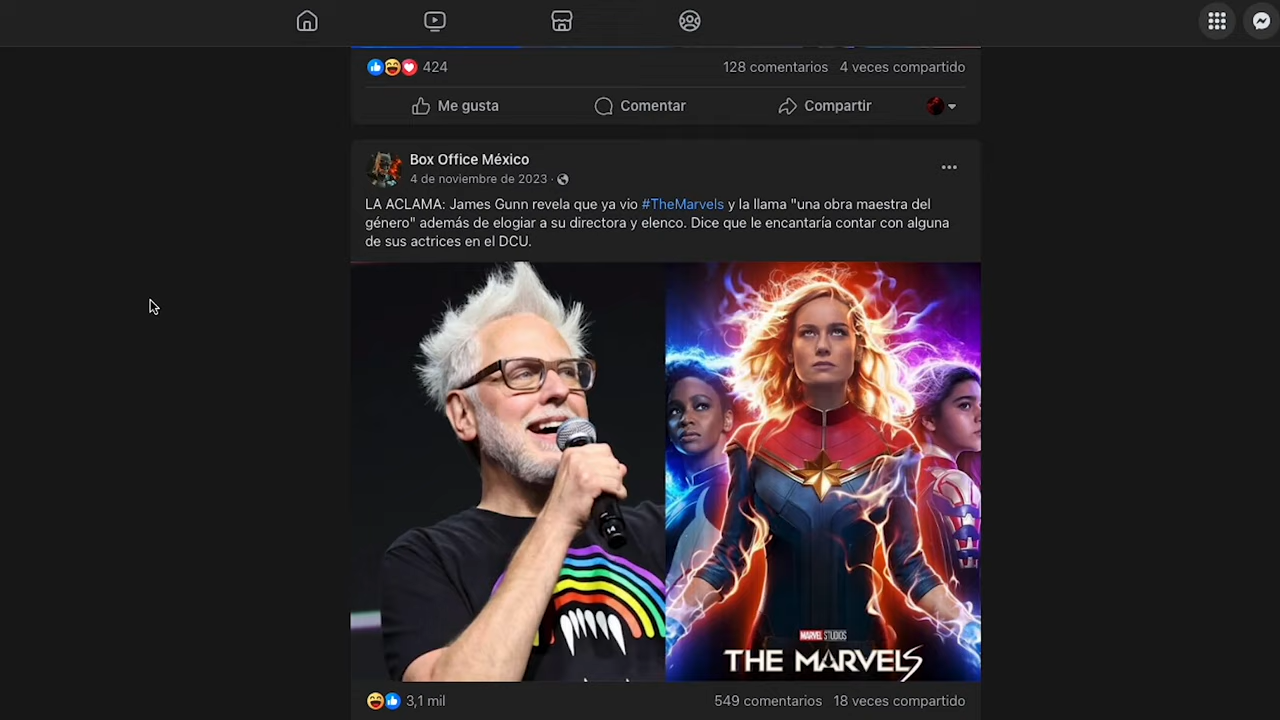 424
128 comentarios 4 veces compartido
Me gusta
Comentar
Compartir
Box Office México
4 de noviembre de 2023 ·
LA ACLAMA: James Gunn revela que ya vio #TheMarvels y la llama "una obra maestra del
género" además de elogiar a su directora y elenco. Dice que le encantaría contar con alguna
de sus actrices en el DCU.
MARVEL STUDIOS
THE MARVELS
3,1 mil
549 comentarios 18 veces compartido